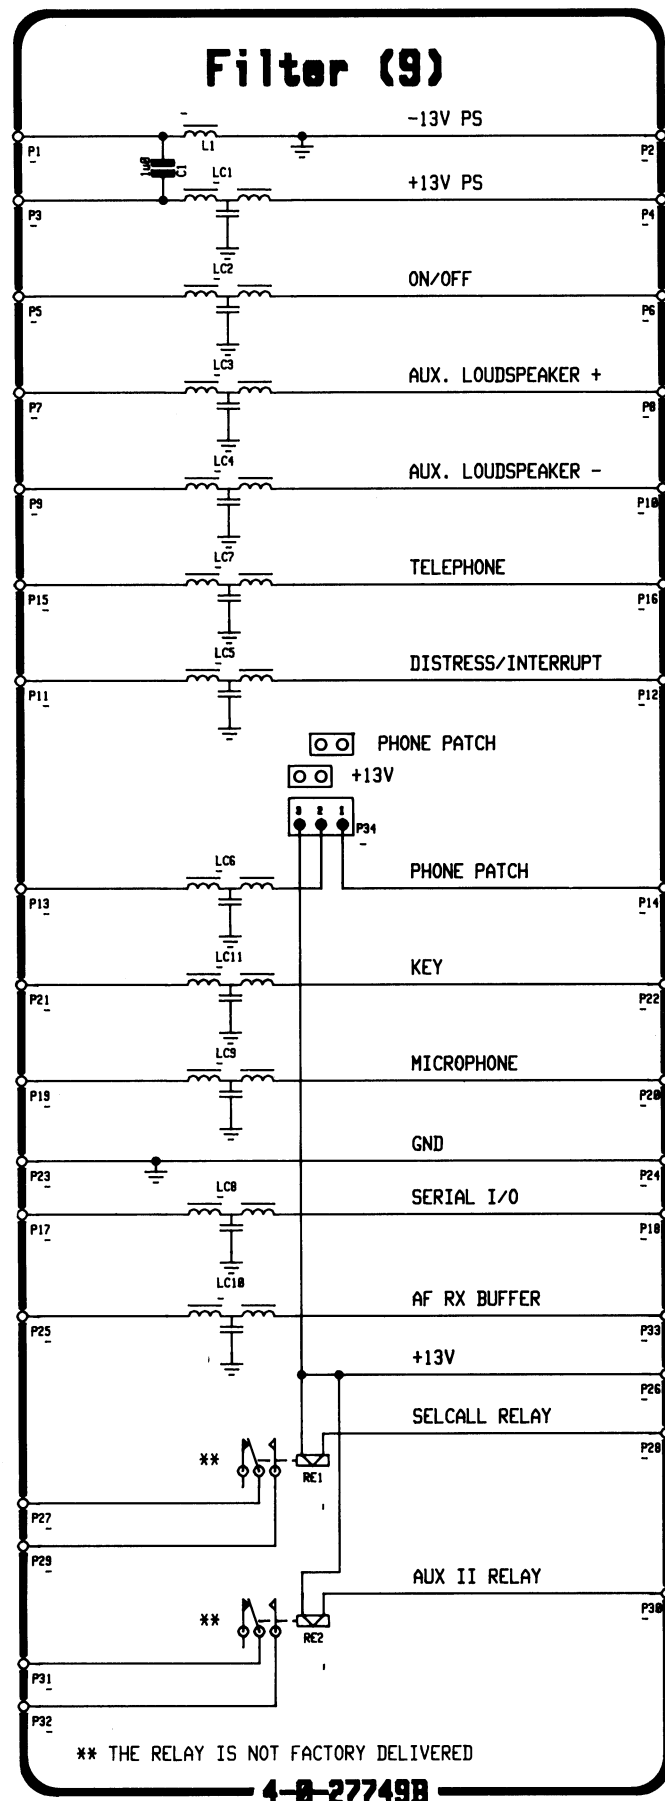 Filter (9)
-13V PS
P1
L1
P2
1u0
C1
LC1
+13V PS
P3
P4
LC2
ON/OFF
P5
P6
LC3
AUX. LOUDSPEAKER +
P7
P8
LC4
AUX. LOUDSPEAKER -
P9
P10
LC7
TELEPHONE
P15
P16
LC5
DISTRESS/INTERRUPT
P11
P12
PHONE PATCH
+13V
3 2 1
P34
LC6
PHONE PATCH
P13
P14
LC11
KEY
P21
P22
LC9
MICROPHONE
P19
P20
GND
P23
P24
LC8
SERIAL I/O
P17
P18
LC10
AF RX BUFFER
P25
P33
+13V
P26
SELCALL RELAY
P28
**
RE1
P27
P29
AUX II RELAY
P30
**
RE2
P31
P32
** THE RELAY IS NOT FACTORY DELIVERED
4-0-27749B